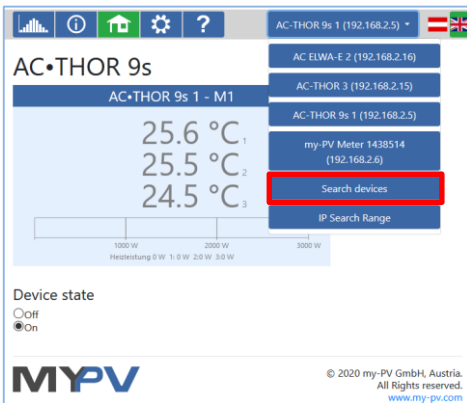 ?
AC-THOR 9s 1 (192.168.2.5)
AC ELWA-E 2 (192.168.2.16)
AC-THOR 3 (192.168.2.15)
AC-THOR 9s 1 (192.168.2.5)
my-PV Meter 1438514
(192.168.2.6)
Search devices
IP Search Range
AC•THOR 9s
AC•THOR 9s 1 - M1
25.6 °C 1
25.5 °C 2
24.5 °C 3
1000 W 2000 W 3000 W
Heizleistung 0 W 1: 0 W 2:0 W 3:0 W
Device state
Off
On
MYPV
© 2020 my-PV GmbH, Austria.
All Rights reserved.
www.my-pv.com